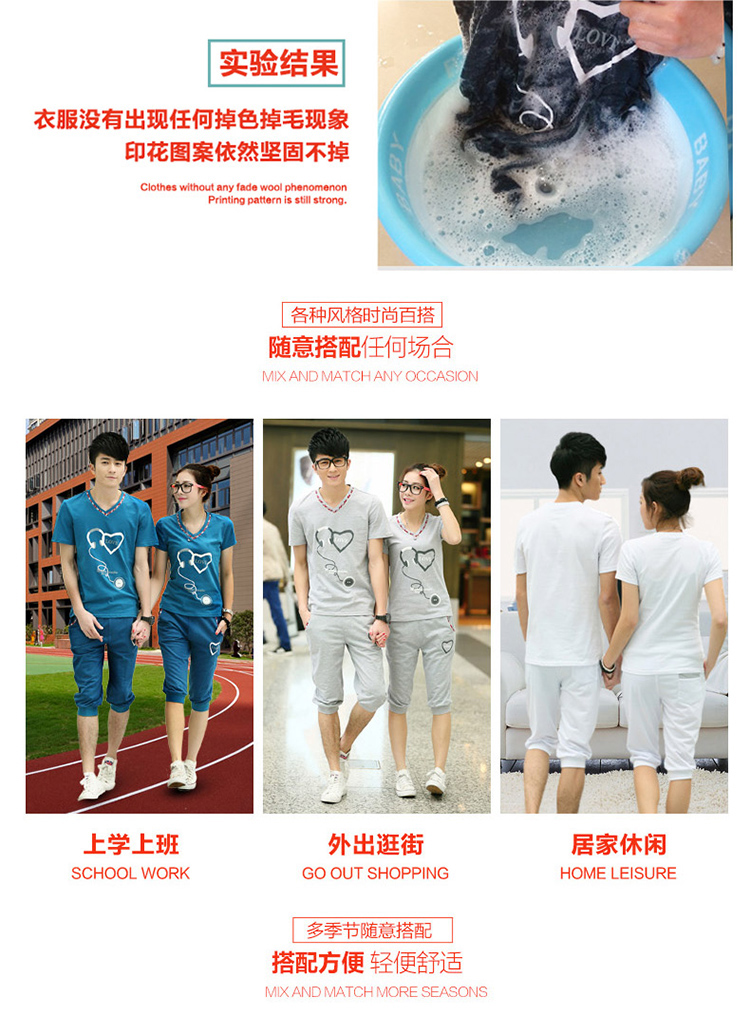 实验结果
衣服没有出现任何掉色掉毛现象
印花图案依然坚固不掉
Clothes without any fade wool phenomenon
Printing pattern is still strong.
LOVE
BABY
BABY
各种风格时尚百搭
随意搭配任何场合
MIX AND MATCH ANY OCCASION
上学上班
SCHOOL WORK
外出逛街
GO OUT SHOPPING
居家休闲
HOME LEISURE
多季节随意搭配
搭配方便 轻便舒适
MIX AND MATCH MORE SEASONS